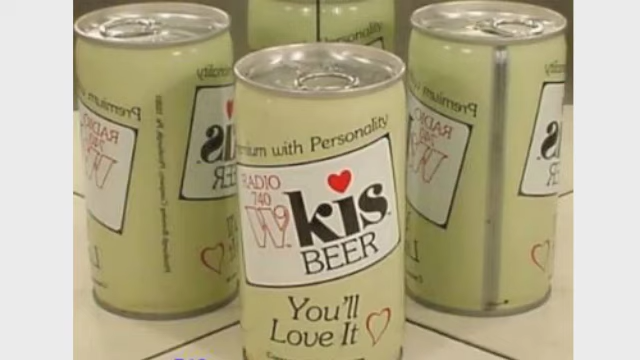 Premium with Personality
RADIO
740
W
kis
BEER
You'll
Love It